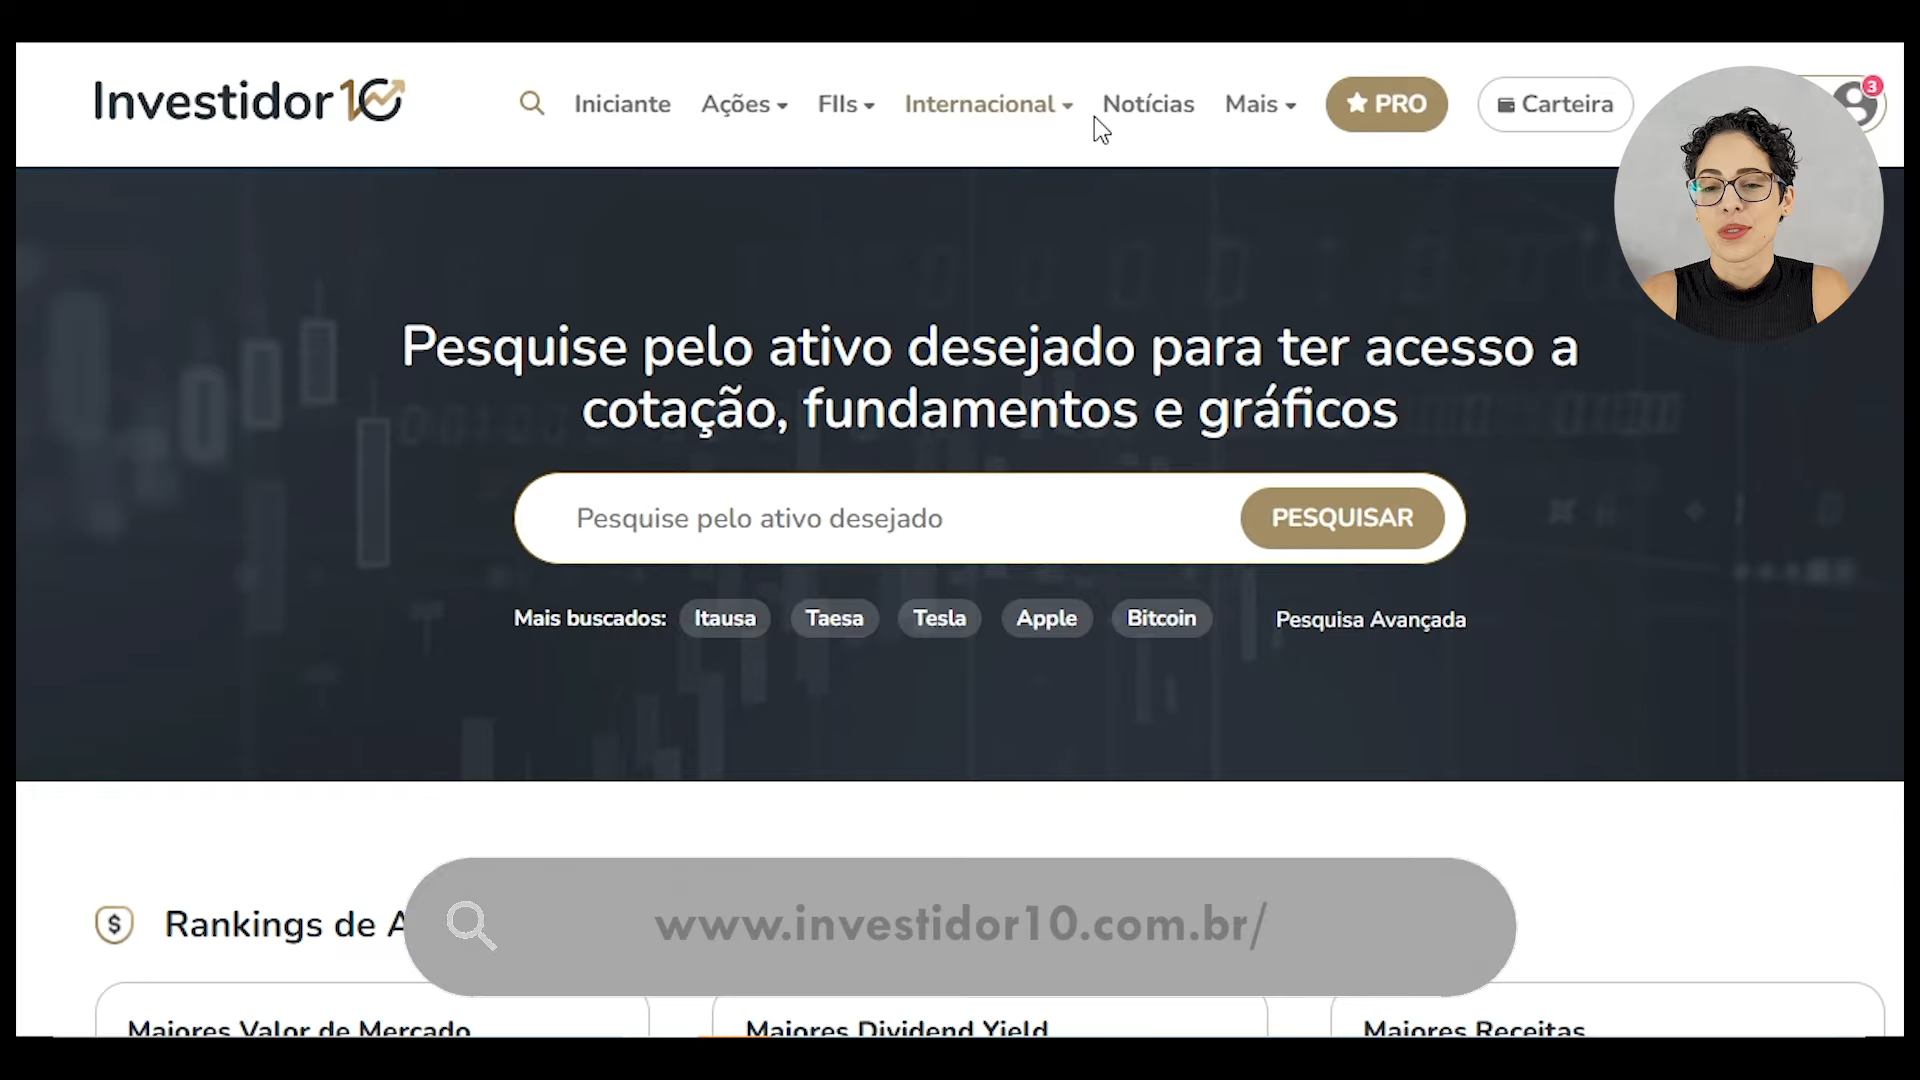 Investidor10
Iniciante Ações FIIs Internacional Notícias Mais PRO Carteira 3
Pesquise pelo ativo desejado para ter acesso a
cotação, fundamentos e gráficos
Pesquise pelo ativo desejado PESQUISAR
Mais buscados: Itausa Taesa Tesla Apple Bitcoin Pesquisa Avançada
Rankings de A
www.investidor10.com.br/
Maiores Valor de Mercado Maiores Dividend Yield Maiores Receitas